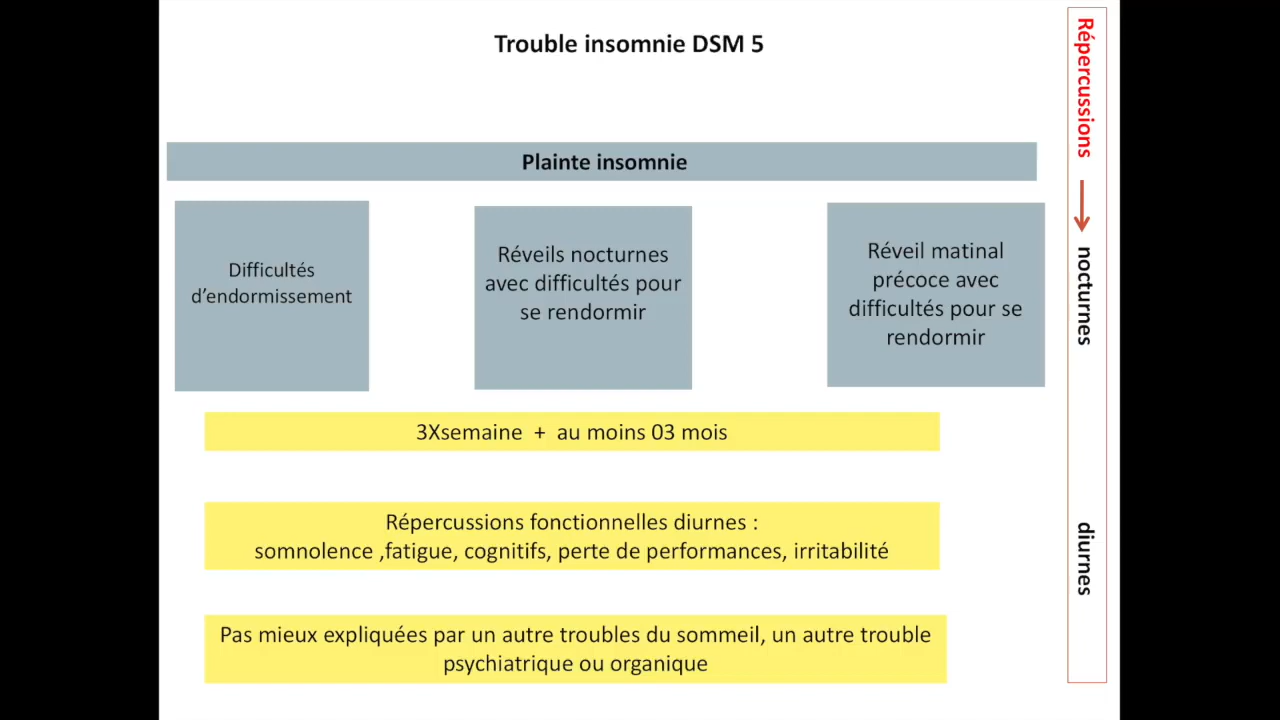 Trouble insomnie DSM 5
Plainte insomnie
Difficultés
d’endormissement
Réveils nocturnes
avec difficultés pour
se rendormir
Réveil matinal
précoce avec
difficultés pour se
rendormir
3Xsemaine + au moins 03 mois
Répercussions fonctionnelles diurnes :
somnolence ,fatigue, cognitifs, perte de performances, irritabilité
Pas mieux expliquées par un autre troubles du sommeil, un autre trouble
psychiatrique ou organique
Répercussions
nocturnes
diurnes